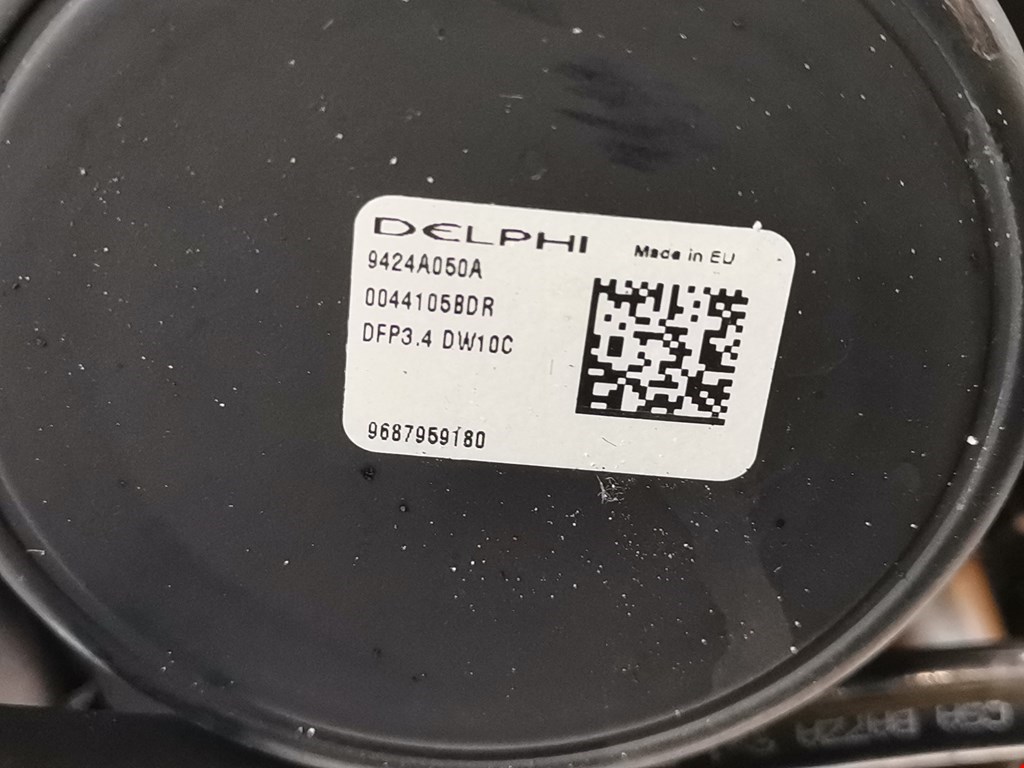 DELPHI
Made in EU
9424A050A
0044105BDR
DFP3.4 DW10C
9687959180